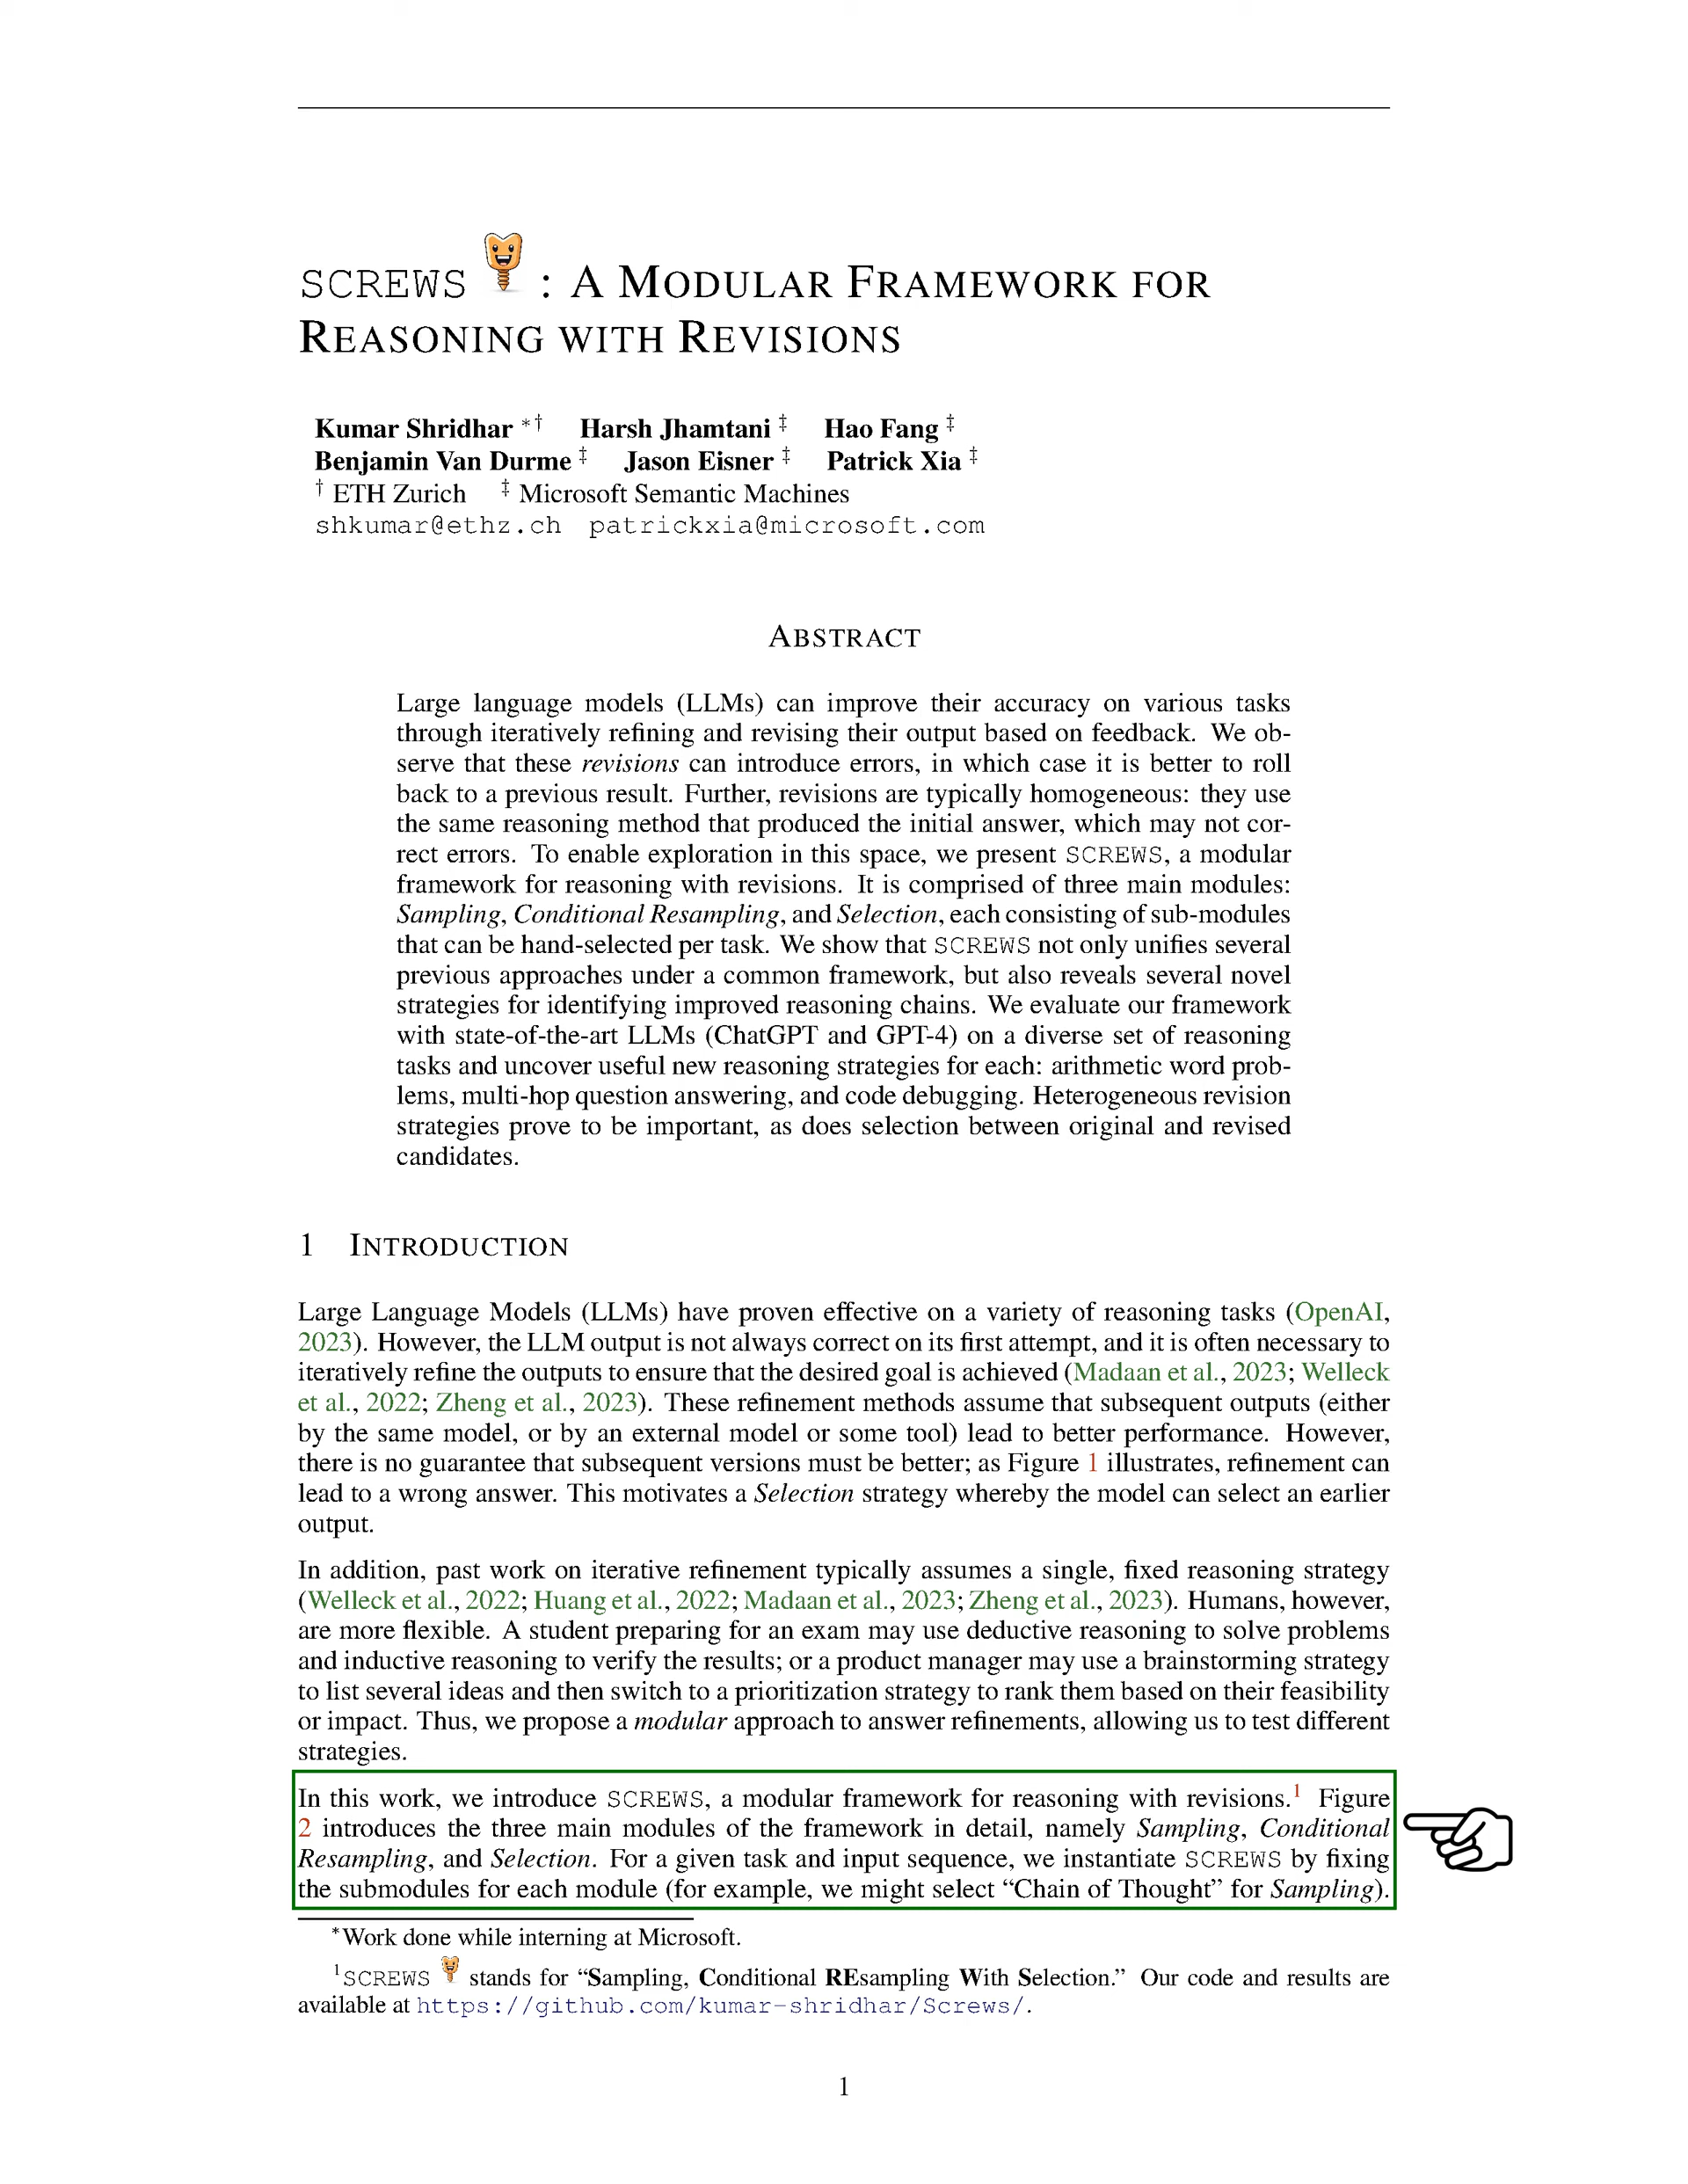 SCREWS : A MODULAR FRAMEWORK FOR
REASONING WITH REVISIONS
Kumar Shridhar *† Harsh Jhamtani ‡ Hao Fang ‡
Benjamin Van Durme ‡ Jason Eisner ‡ Patrick Xia ‡
† ETH Zurich ‡ Microsoft Semantic Machines
shkumar@ethz.ch patrickxia@microsoft.com
ABSTRACT
Large language models (LLMs) can improve their accuracy on various tasks
through iteratively refining and revising their output based on feedback. We ob-
serve that these revisions can introduce errors, in which case it is better to roll
back to a previous result. Further, revisions are typically homogeneous: they use
the same reasoning method that produced the initial answer, which may not cor-
rect errors. To enable exploration in this space, we present SCREWS, a modular
framework for reasoning with revisions. It is comprised of three main modules:
Sampling, Conditional Resampling, and Selection, each consisting of sub-modules
that can be hand-selected per task. We show that SCREWS not only unifies several
previous approaches under a common framework, but also reveals several novel
strategies for identifying improved reasoning chains. We evaluate our framework
with state-of-the-art LLMs (ChatGPT and GPT-4) on a diverse set of reasoning
tasks and uncover useful new reasoning strategies for each: arithmetic word prob-
lems, multi-hop question answering, and code debugging. Heterogeneous revision
strategies prove to be important, as does selection between original and revised
candidates.
1 INTRODUCTION
Large Language Models (LLMs) have proven effective on a variety of reasoning tasks (OpenAI,
2023). However, the LLM output is not always correct on its first attempt, and it is often necessary to
iteratively refine the outputs to ensure that the desired goal is achieved (Madaan et al., 2023; Welleck
et al., 2022; Zheng et al., 2023). These refinement methods assume that subsequent outputs (either
by the same model, or by an external model or some tool) lead to better performance. However,
there is no guarantee that subsequent versions must be better; as Figure 1 illustrates, refinement can
lead to a wrong answer. This motivates a Selection strategy whereby the model can select an earlier
output.
In addition, past work on iterative refinement typically assumes a single, fixed reasoning strategy
(Welleck et al., 2022; Huang et al., 2022; Madaan et al., 2023; Zheng et al., 2023). Humans, however,
are more flexible. A student preparing for an exam may use deductive reasoning to solve problems
and inductive reasoning to verify the results; or a product manager may use a brainstorming strategy
to list several ideas and then switch to a prioritization strategy to rank them based on their feasibility
or impact. Thus, we propose a modular approach to answer refinements, allowing us to test different
strategies.
In this work, we introduce SCREWS, a modular framework for reasoning with revisions.1 Figure
2 introduces the three main modules of the framework in detail, namely Sampling, Conditional
Resampling, and Selection. For a given task and input sequence, we instantiate SCREWS by fixing
the submodules for each module (for example, we might select “Chain of Thought” for Sampling).
*Work done while interning at Microsoft.
1SCREWS stands for “Sampling, Conditional REsampling With Selection.” Our code and results are
available at https://github.com/kumar-shridhar/Screws/.
1